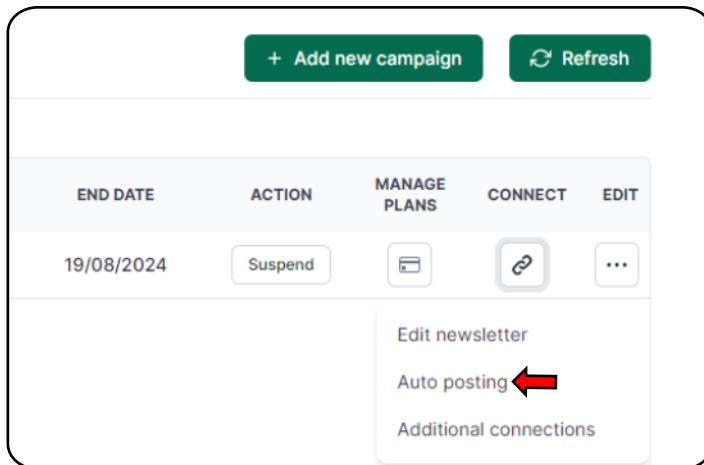 + Add new campaign Refresh
END DATE ACTION MANAGE PLANS CONNECT EDIT
19/08/2024 Suspend
Edit newsletter
Auto posting
Additional connections